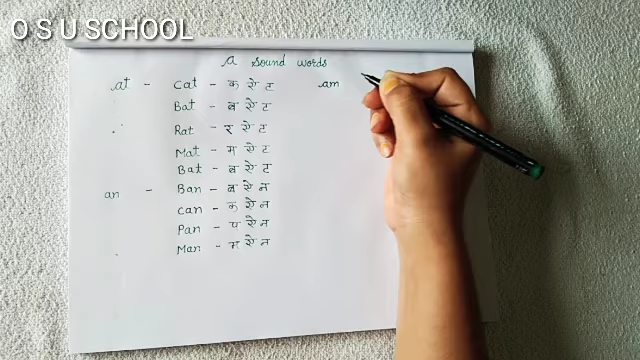 O S U SCHOOL
a sound words
at - Cat - क ऐ ट am
Bat - ब ऐ ट
Rat - र ऐ ट
Mat - म ऐ ट
Bat - ब ऐ ट
an - Ban - ब ऐ न
can - क ऐ न
Pan - प ऐ न
Man - म ऐ न